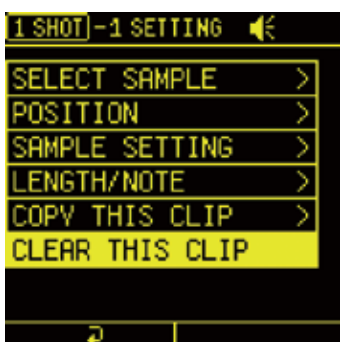 1 SHOT-1 SETTING
SELECT SAMPLE >
POSITION >
SAMPLE SETTING >
LENGTH/NOTE >
COPY THIS CLIP >
CLEAR THIS CLIP